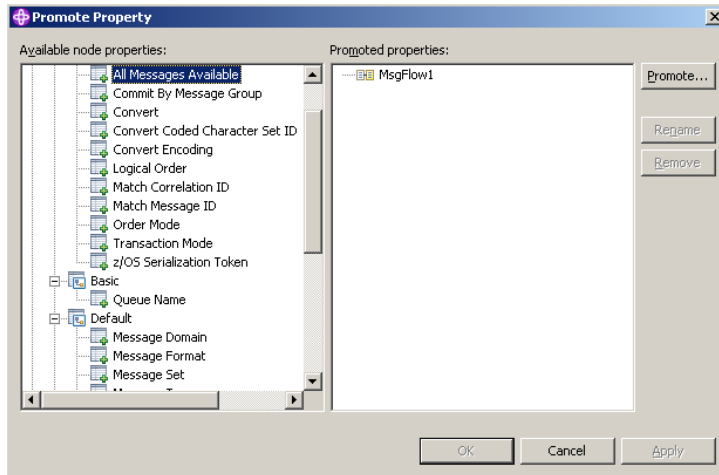 Promote Property
Available node properties:
All Messages Available
Commit By Message Group
Convert
Convert Coded Character Set ID
Convert Encoding
Logical Order
Match Correlation ID
Match Message ID
Order Mode
Transaction Mode
z/OS Serialization Token
Basic
Queue Name
Default
Message Domain
Message Format
Message Set
Promoted properties:
MsgFlow1
Promote...
Rename
Remove
OK
Cancel
Apply